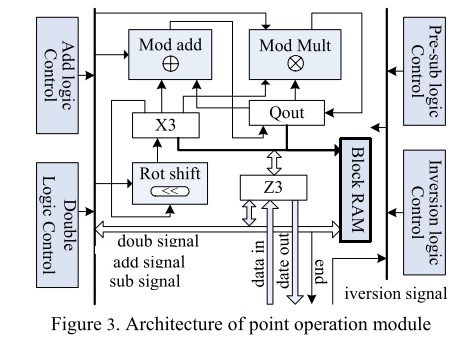 Add logic
Control
Mod add
Mod Mult
Pre-sub logic
Control
X3
Qout
Rot shift
<<
Z3
Block RAM
Double
Logic Control
Inversion logic
Control
doub signal
add signal
sub signal
data in
date out
end
iversion signal
Figure 3. Architecture of point operation module